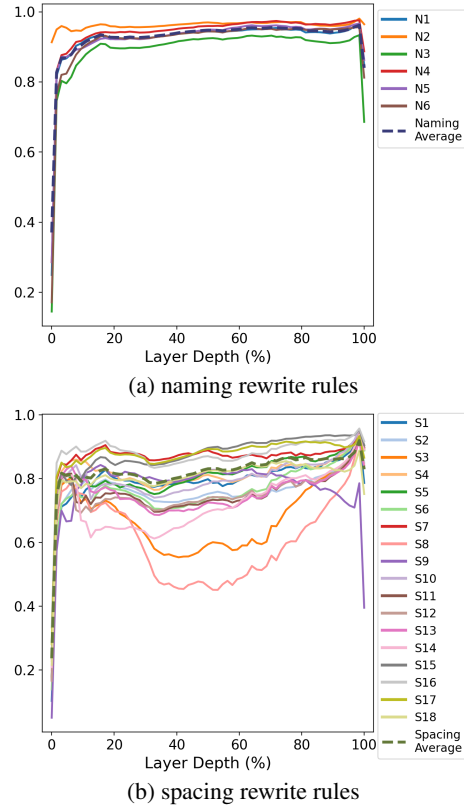 1.0
0.8
0.6
0.4
0.2
0
20
40
60
80
100
Layer Depth (%)
N1
N2
N3
N4
N5
N6
Naming
Average
(a) naming rewrite rules
1.0
0.8
0.6
0.4
0.2
0
20
40
60
80
100
Layer Depth (%)
S1
S2
S3
S4
S5
S6
S7
S8
S9
S10
S11
S12
S13
S14
S15
S16
S17
S18
Spacing
Average
(b) spacing rewrite rules